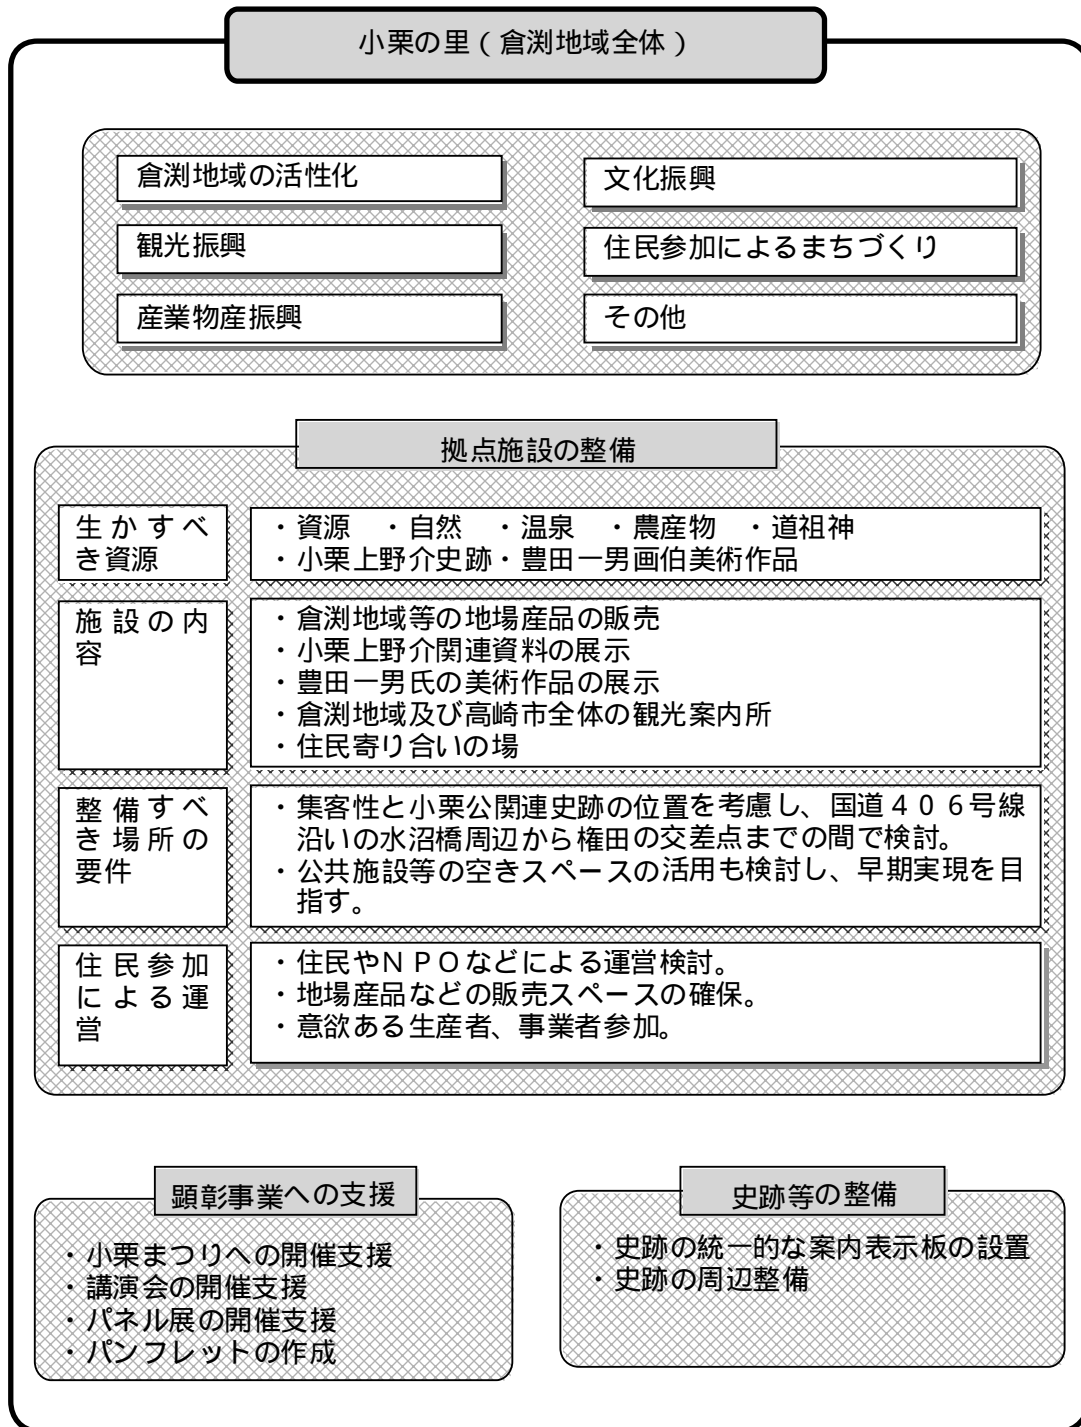 小栗の里（倉渕地域全体）
倉渕地域の活性化
文化振興
観光振興
住民参加によるまちづくり
産業物産振興
その他
拠点施設の整備
生かすべ
き資源
・資源　・自然　・温泉　・農産物　・道祖神
・小栗上野介史跡・豊田一男画伯美術作品
施設の内
容
・倉渕地域等の地場産品の販売
・小栗上野介関連資料の展示
・豊田一男氏の美術作品の展示
・倉渕地域及び高崎市全体の観光案内所
・住民寄り合いの場
整備すべ
き場所の
要件
・集客性と小栗公関連史跡の位置を考慮し、国道４０６号線
沿いの水沼橋周辺から権田の交差点までの間で検討。
・公共施設等の空きスペースの活用も検討し、早期実現を目
指す。
住民参加
による運
営
・住民やＮＰＯなどによる運営検討。
・地場産品などの販売スペースの確保。
・意欲ある生産者、事業者参加。
顕彰事業への支援
・小栗まつりへの開催支援
・講演会の開催支援
・パネル展の開催支援
・パンフレットの作成
史跡等の整備
・史跡の統一的な案内表示板の設置
・史跡の周辺整備